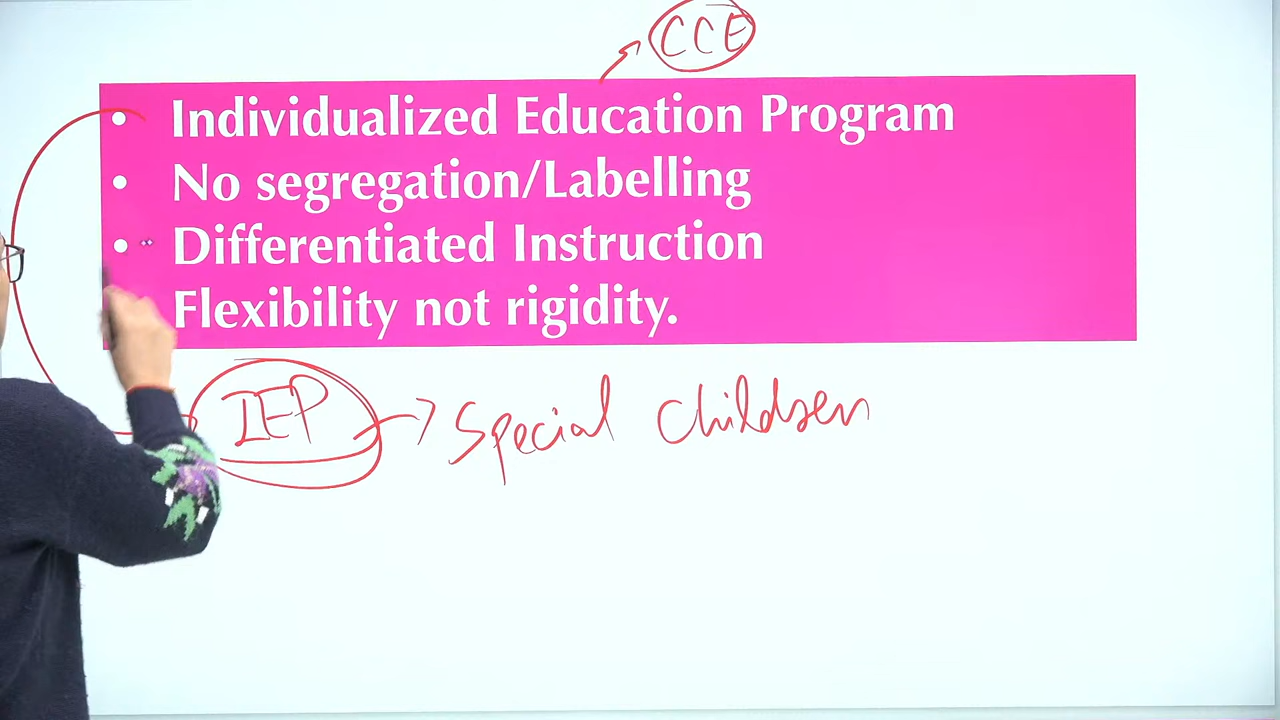 CCE
• Individualized Education Program
• No segregation/Labelling
• Differentiated Instruction
Flexibility not rigidity.
IEP → Special Children